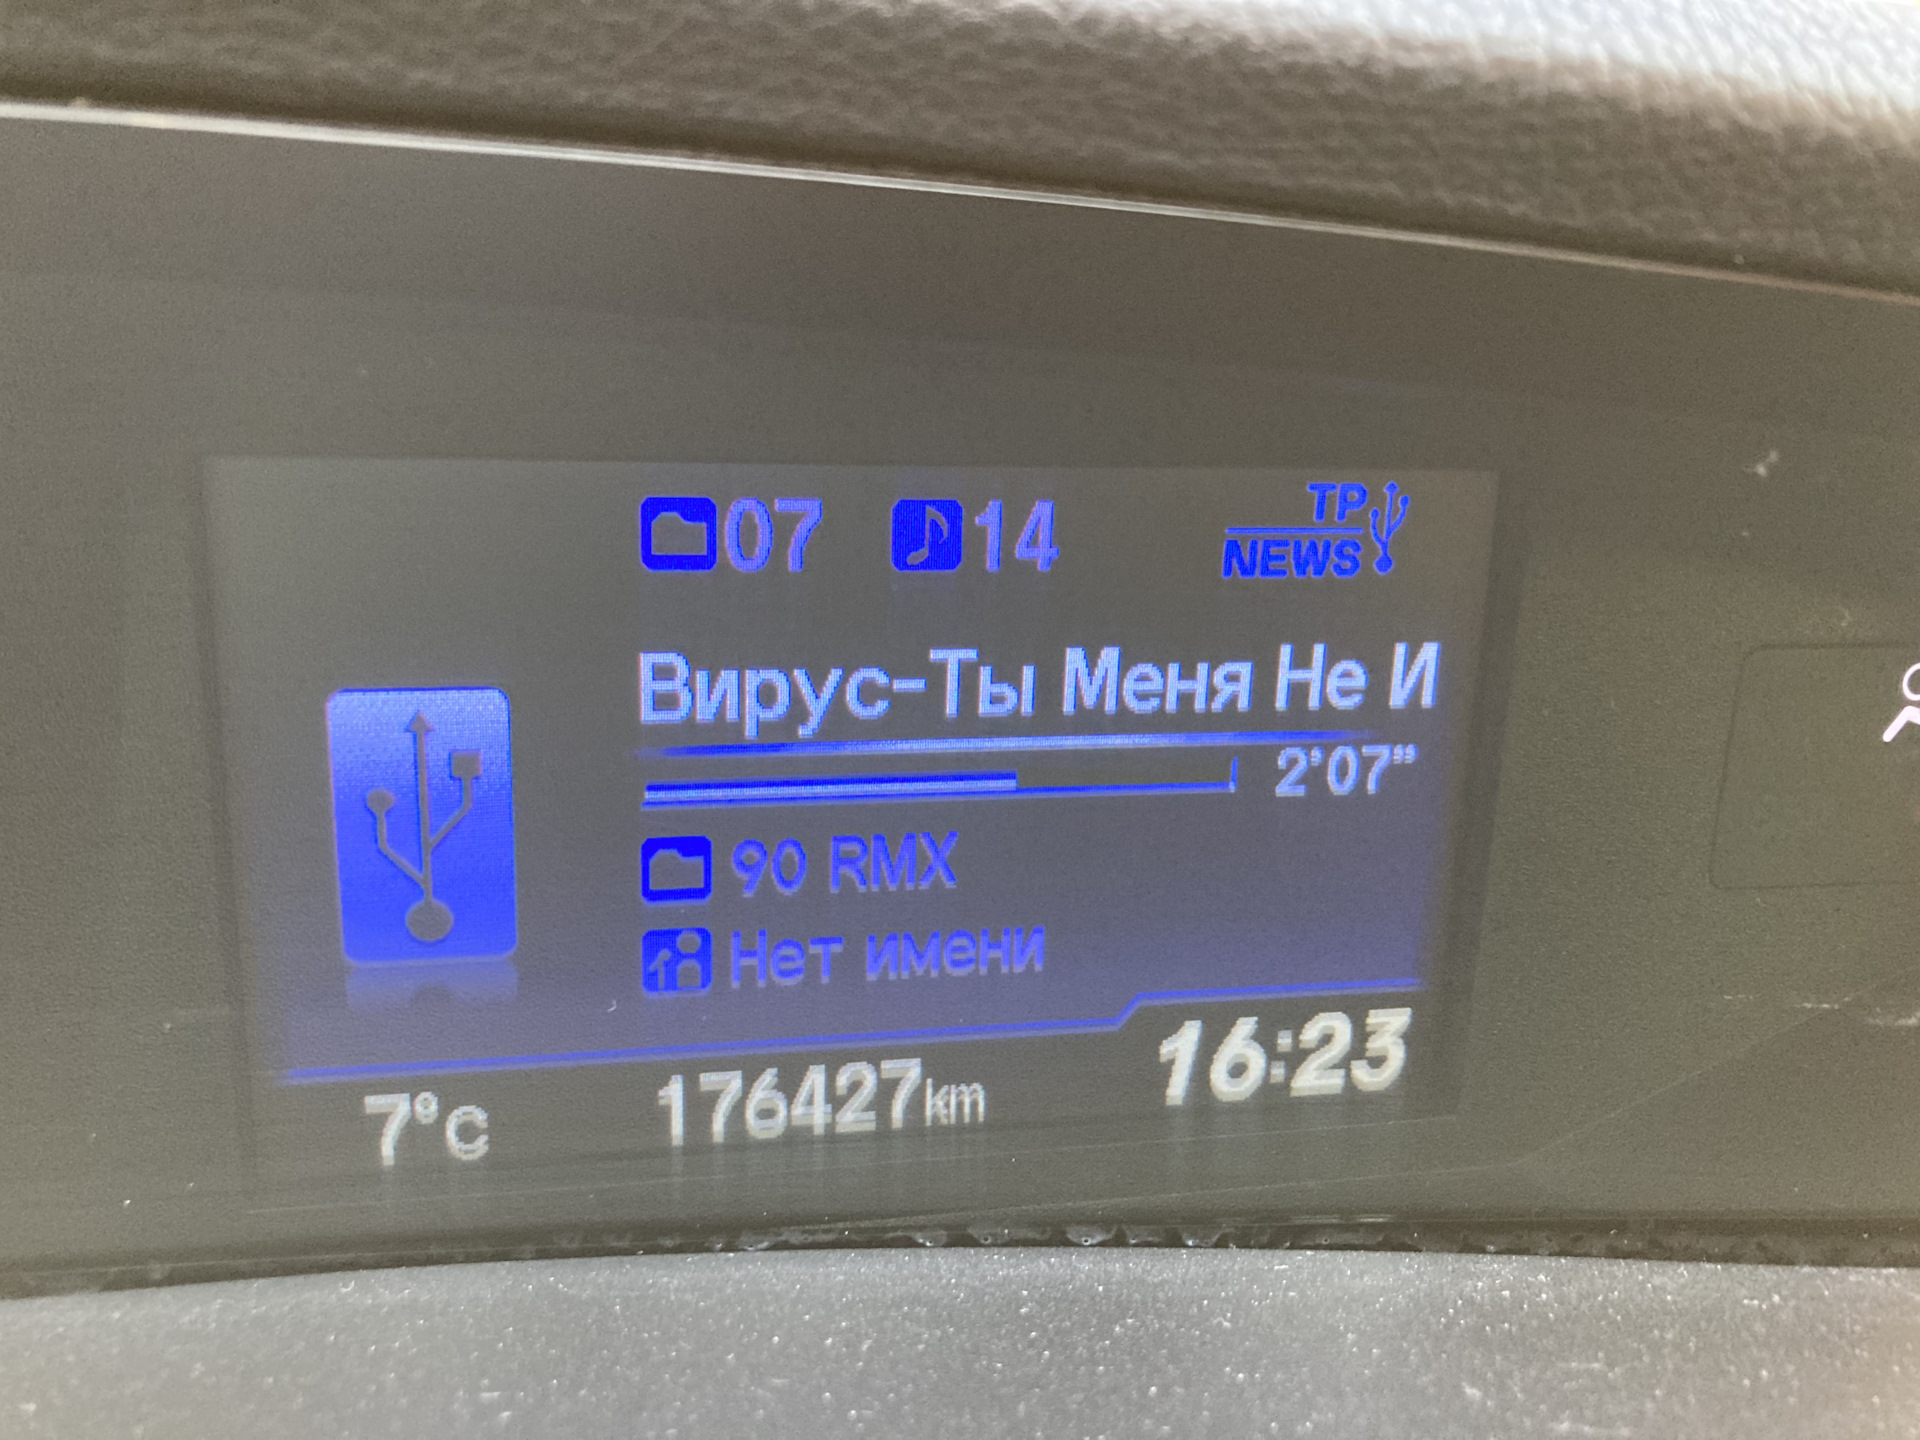 07 14 TP
NEWS
Вирус-Ты Меня Не И
2'07"
90 RMX
Нет имени
7°C 176427km 16:23